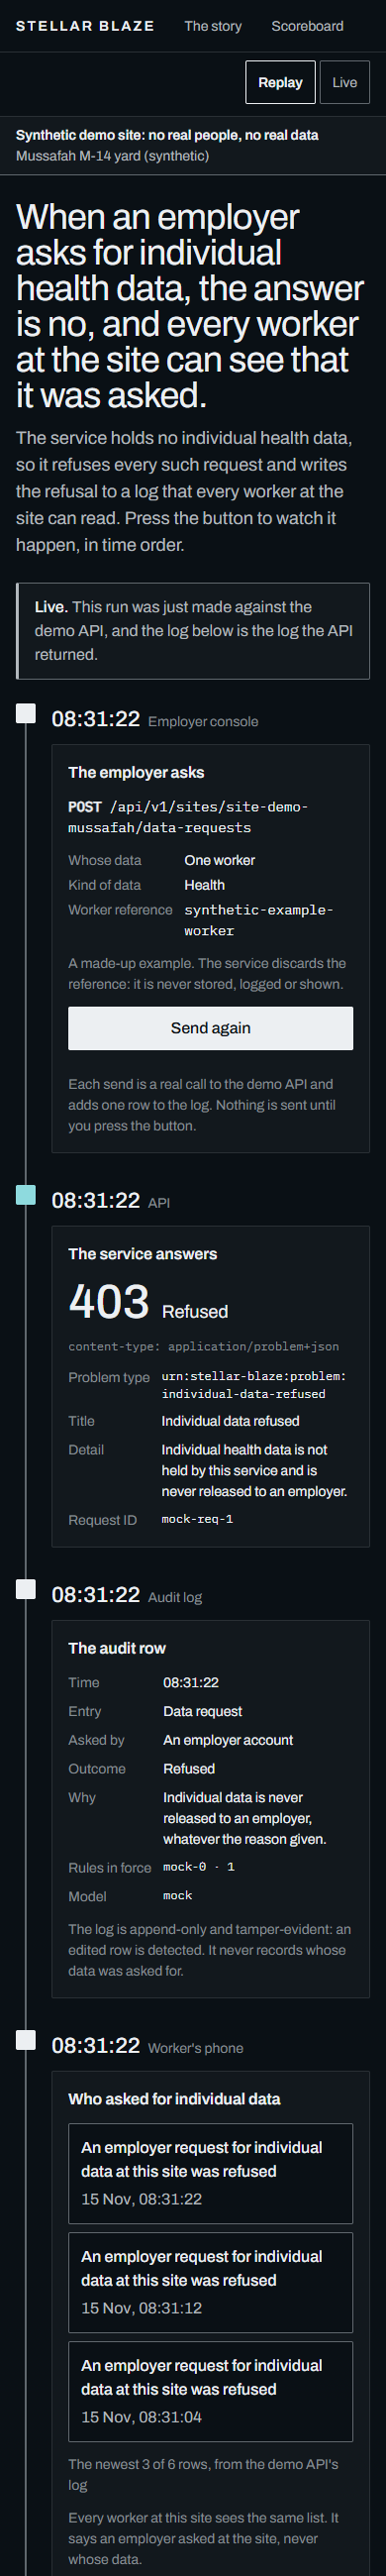 STELLAR BLAZE The story Scoreboard
Replay Live
Synthetic demo site: no real people, no real data
Mussafah M-14 yard (synthetic)
When an employer
asks for individual
health data, the answer
is no, and every worker
at the site can see that
it was asked.
The service holds no individual health data,
so it refuses every such request and writes
the refusal to a log that every worker at the
site can read. Press the button to watch it
happen, in time order.
Live. This run was just made against the
demo API, and the log below is the log the API
returned.
08:31:22 Employer console
The employer asks
POST /api/v1/sites/site-demo-
mussafah/data-requests
Whose data One worker
Kind of data Health
Worker reference synthetic-example-
worker
A made-up example. The service discards the
reference: it is never stored, logged or shown.
Send again
Each send is a real call to the demo API and
adds one row to the log. Nothing is sent until
you press the button.
08:31:22 API
The service answers
403 Refused
content-type: application/problem+json
Problem type urn:stellar-blaze:problem:
individual-data-refused
Title Individual data refused
Detail Individual health data is not
held by this service and is
never released to an employer.
Request ID mock-req-1
08:31:22 Audit log
The audit row
Time 08:31:22
Entry Data request
Asked by An employer account
Outcome Refused
Why Individual data is never
released to an employer,
whatever the reason given.
Rules in force mock-0 · 1
Model mock
The log is append-only and tamper-evident: an
edited row is detected. It never records whose
data was asked for.
08:31:22 Worker's phone
Who asked for individual data
An employer request for individual
data at this site was refused
15 Nov, 08:31:22
An employer request for individual
data at this site was refused
15 Nov, 08:31:12
An employer request for individual
data at this site was refused
15 Nov, 08:31:04
The newest 3 of 6 rows, from the demo API's
log
Every worker at this site sees the same list. It
says an employer asked at the site, never
whose data.